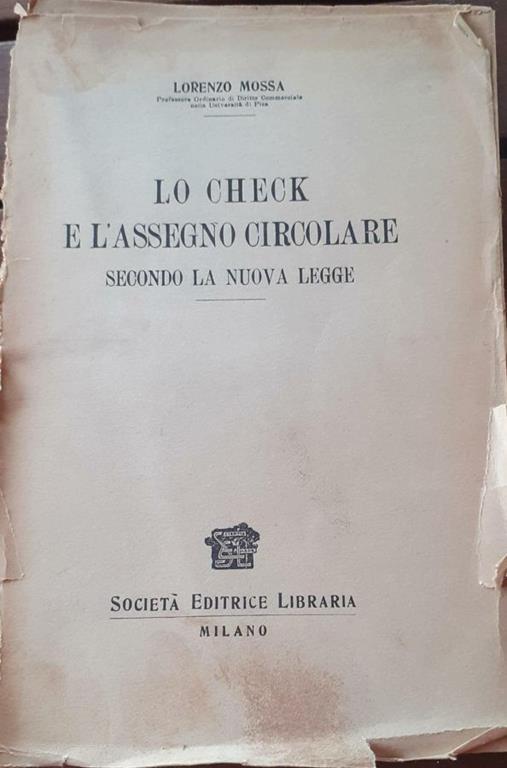 LORENZO MOSSA
Professore Ordinario di Diritto Commerciale
nella Università di Pisa
LO CHECK
E L'ASSEGNO CIRCOLARE
SECONDO LA NUOVA LEGGE
SOCIETÀ EDITRICE LIBRARIA
MILANO